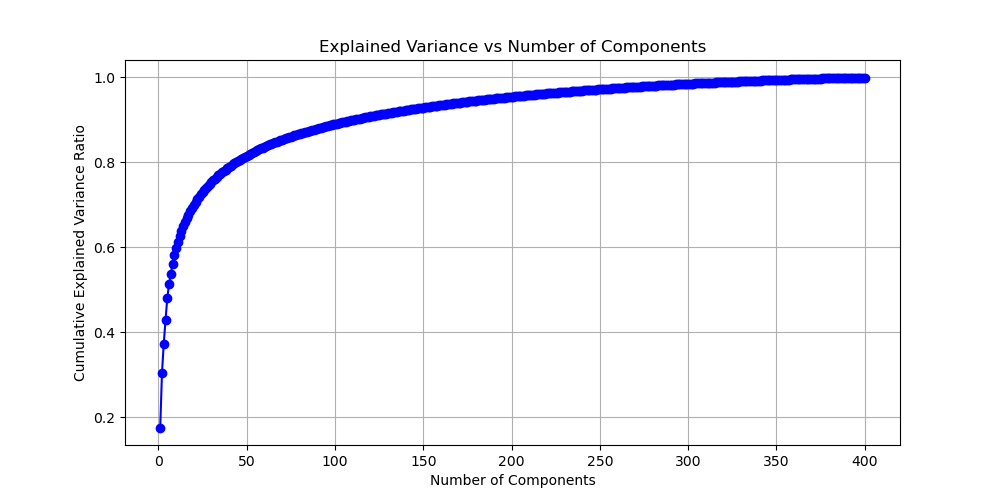 Explained Variance vs Number of Components
Cumulative Explained Variance Ratio
1.0
0.8
0.6
0.4
0.2
0 50 100 150 200 250 300 350 400
Number of Components